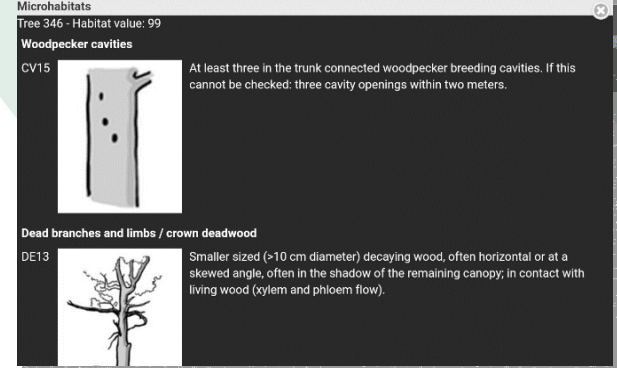 Microhabitats
Tree 346 - Habitat value: 99
Woodpecker cavities
CV15
At least three in the trunk connected woodpecker breeding cavities. If this
cannot be checked: three cavity openings within two meters.
Dead branches and limbs / crown deadwood
DE13
Smaller sized (>10 cm diameter) decaying wood, often horizontal or at a
skewed angle, often in the shadow of the remaining canopy; in contact with
living wood (xylem and phloem flow).